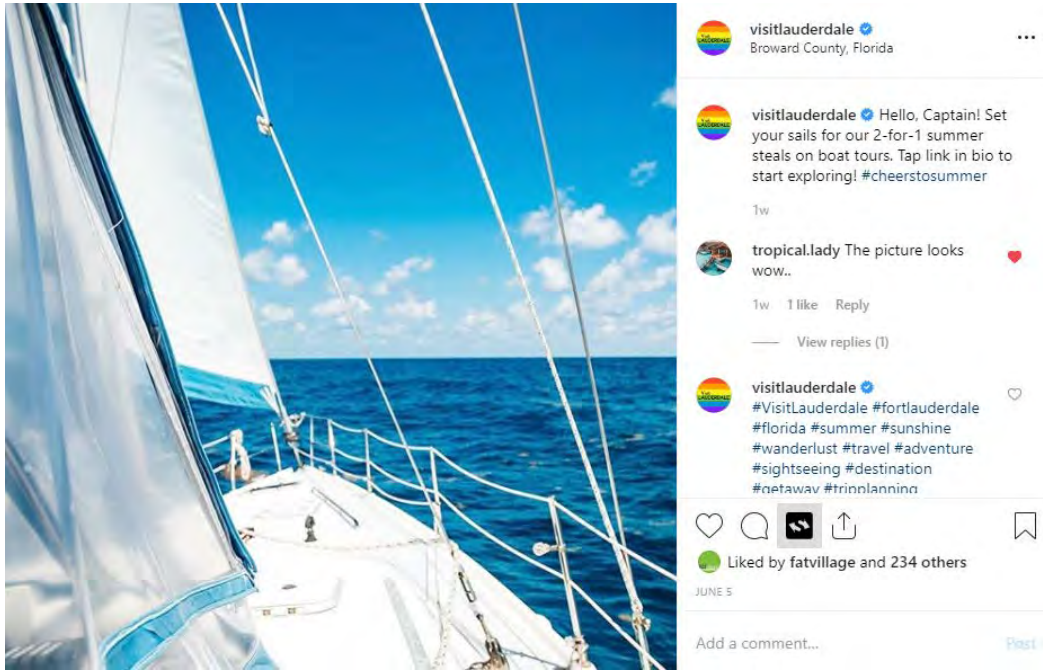 visitlauderdale
Broward County, Florida
visitlauderdale Hello, Captain! Set
your sails for our 2-for-1 summer
steals on boat tours. Tap link in bio to
start exploring! #cheerstosummer
1w
tropical.lady The picture looks
wow..
1w 1 like Reply
View replies (1)
visitlauderdale
#VisitLauderdale #fortlauderdale
#florida #summer #sunshine
#wanderlust #travel #adventure
#sightseeing #destination
#getaway #tripplanning
Liked by fatvillage and 234 others
JUNE 5
Add a comment... Post